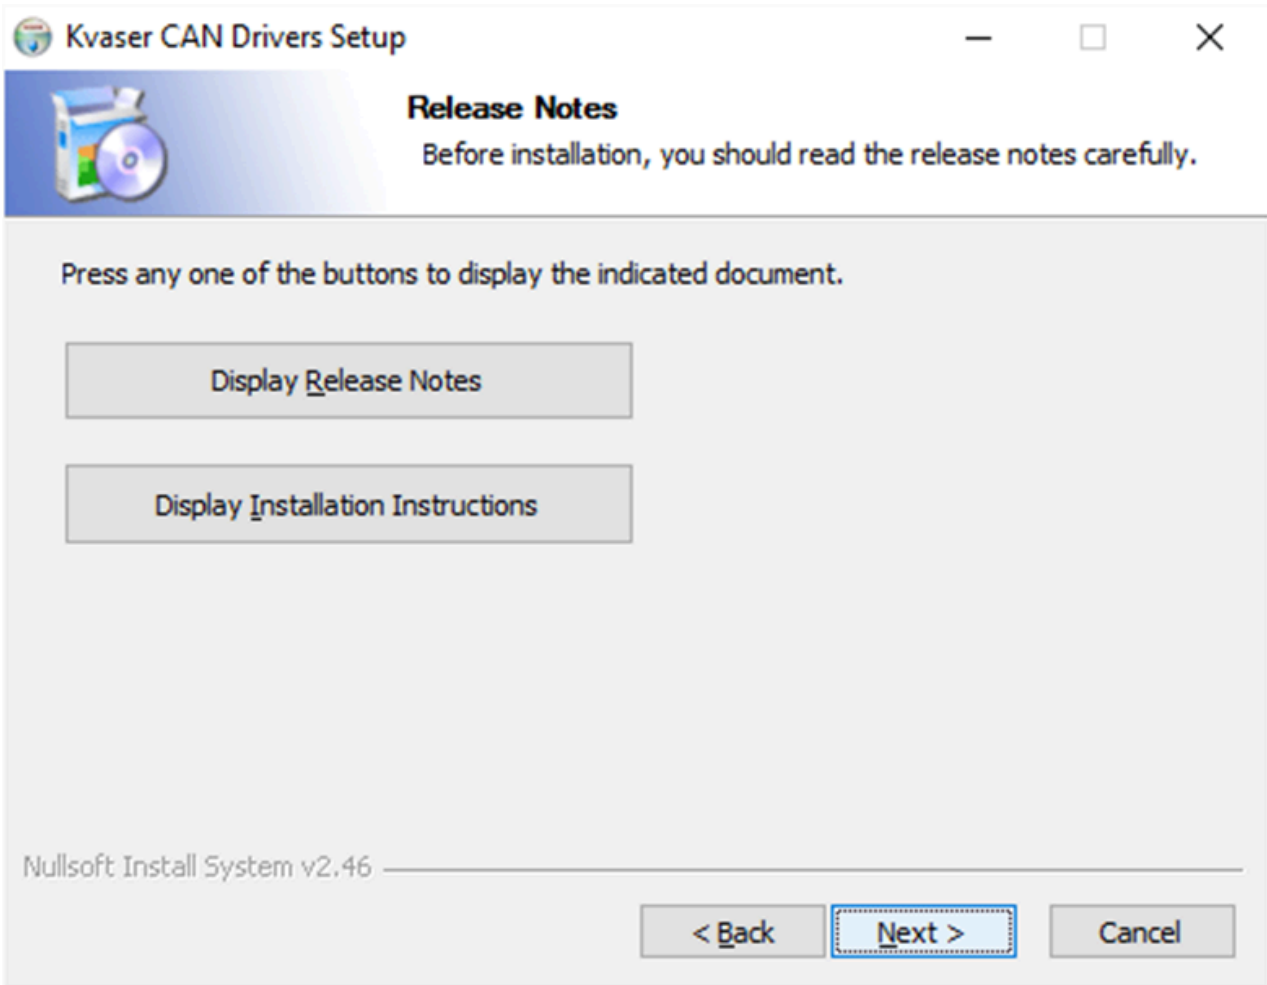 Kvaser CAN Drivers Setup
Release Notes
Before installation, you should read the release notes carefully.
Press any one of the buttons to display the indicated document.
Display Release Notes
Display Installation Instructions
Nullsoft Install System v2.46
< Back
Next >
Cancel